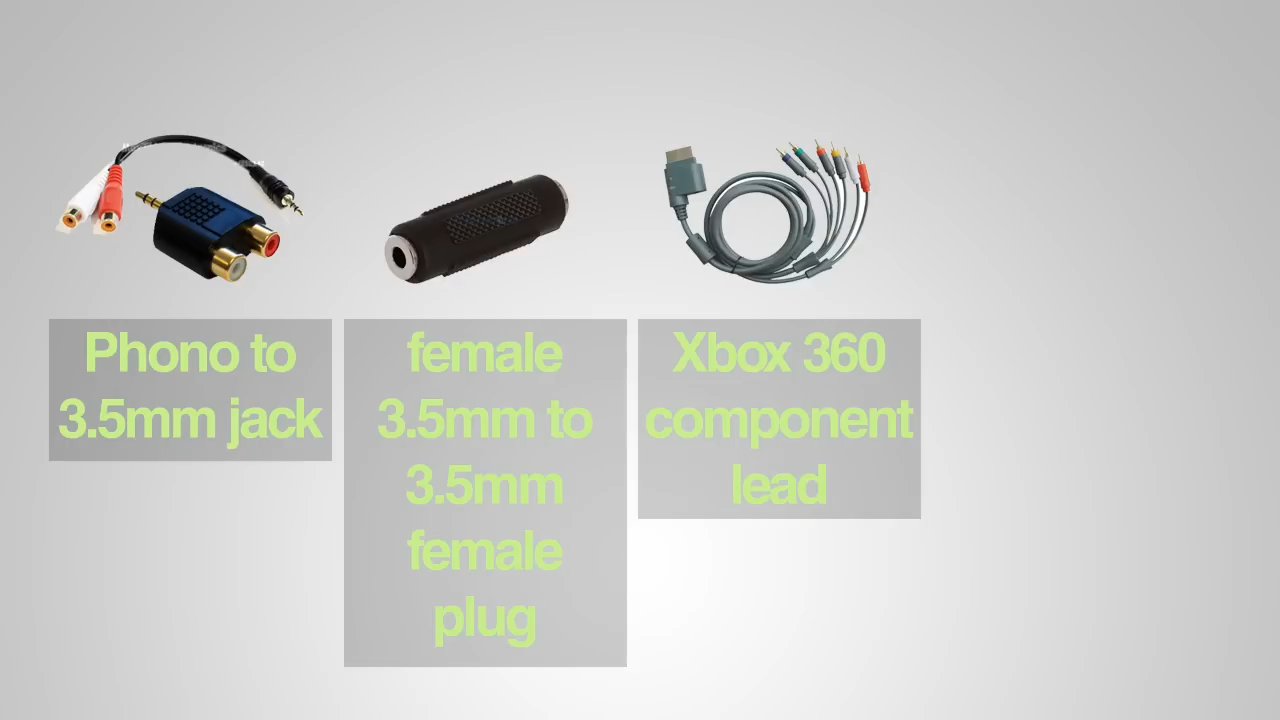 Phono to
3.5mm jack
female
3.5mm to
3.5mm
female
plug
Xbox 360
component
lead